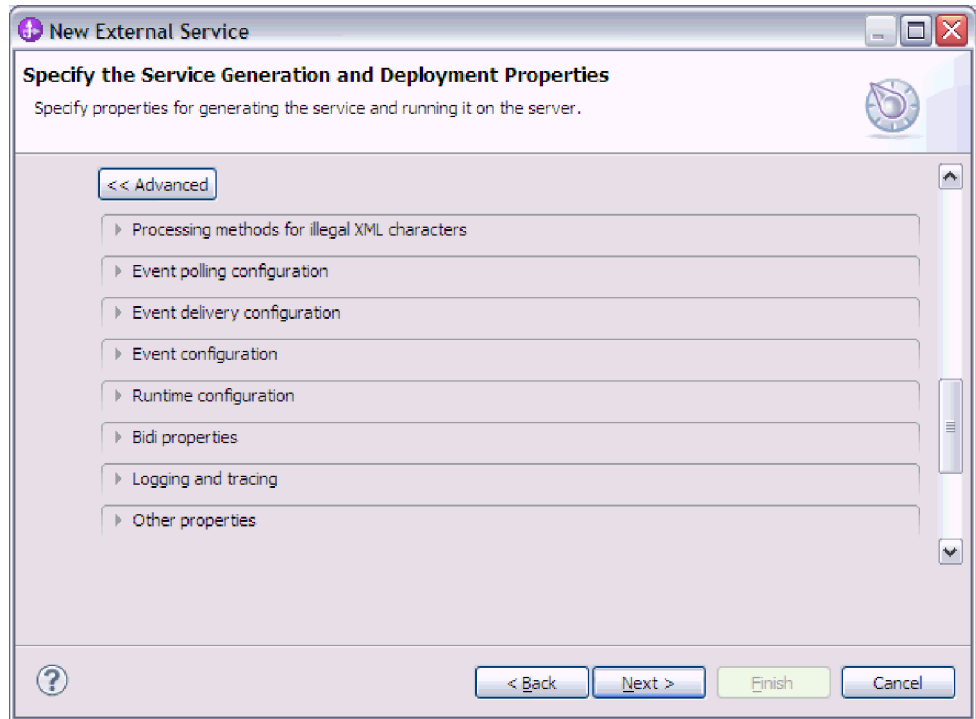 New External Service
Specify the Service Generation and Deployment Properties
Specify properties for generating the service and running it on the server.
<< Advanced
Processing methods for illegal XML characters
Event polling configuration
Event delivery configuration
Event configuration
Runtime configuration
Bidi properties
Logging and tracing
Other properties
?
< Back
Next >
Finish
Cancel